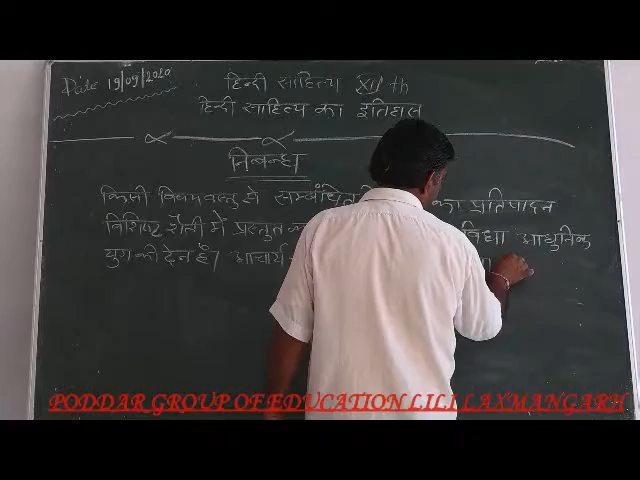 Date 19/09/2020
हिन्दी साहित्य XII th
हिन्दी साहित्य का इतिहास
निबन्ध
किसी विषयवस्तु से सम्बंधित का प्रतिपादन
विशिष्ट शैली में प्रस्तुत विधा आधुनिक
युग की देन है। आचार्य
PODDAR GROUP OF EDUCATION LILI LAXMANGARH